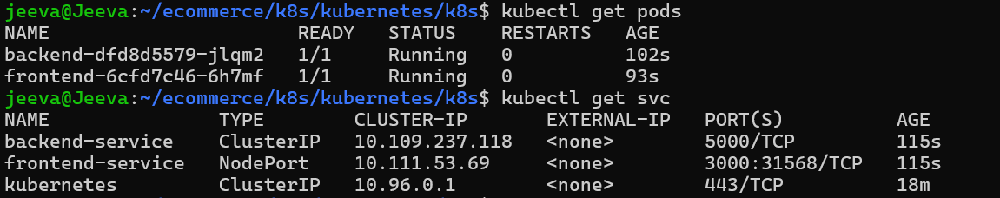 jeeva@Jeeva:~/ecommerce/k8s/kubernetes/k8s$ kubectl get pods
NAME READY STATUS RESTARTS AGE
backend-dfd8d5579-jlqm2 1/1 Running 0 102s
frontend-6cfd7c46-6h7mf 1/1 Running 0 93s
jeeva@Jeeva:~/ecommerce/k8s/kubernetes/k8s$ kubectl get svc
NAME TYPE CLUSTER-IP EXTERNAL-IP PORT(S) AGE
backend-service ClusterIP 10.109.237.118 <none> 5000/TCP 115s
frontend-service NodePort 10.111.53.69 <none> 3000:31568/TCP 115s
kubernetes ClusterIP 10.96.0.1 <none> 443/TCP 18m